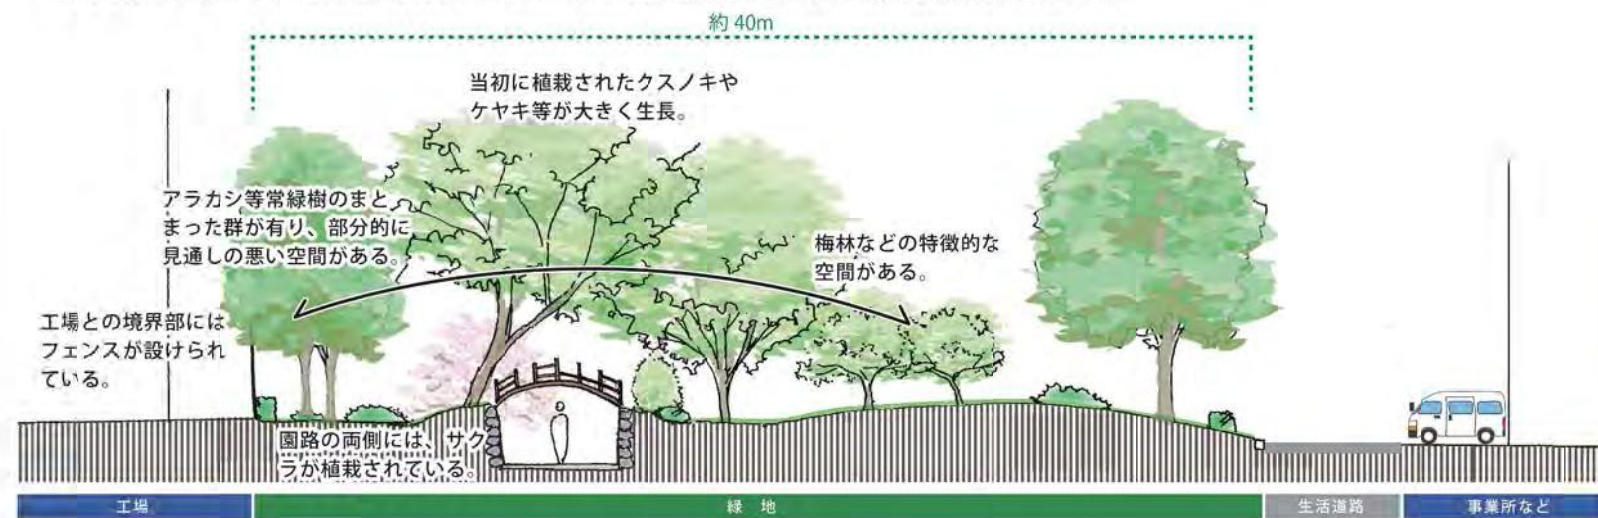 約 40m
当初に植栽されたクスノキや
ケヤキ等が大きく生長。
アラカシ等常緑樹のまと
まった群が有り、部分的に
見通しの悪い空間がある。
梅林などの特徴的な
空間がある。
工場との境界部には
フェンスが設けられ
ている。
園路の両側には、サク
ラが植栽されている。
工場
緑 地
生活道路
事業所など